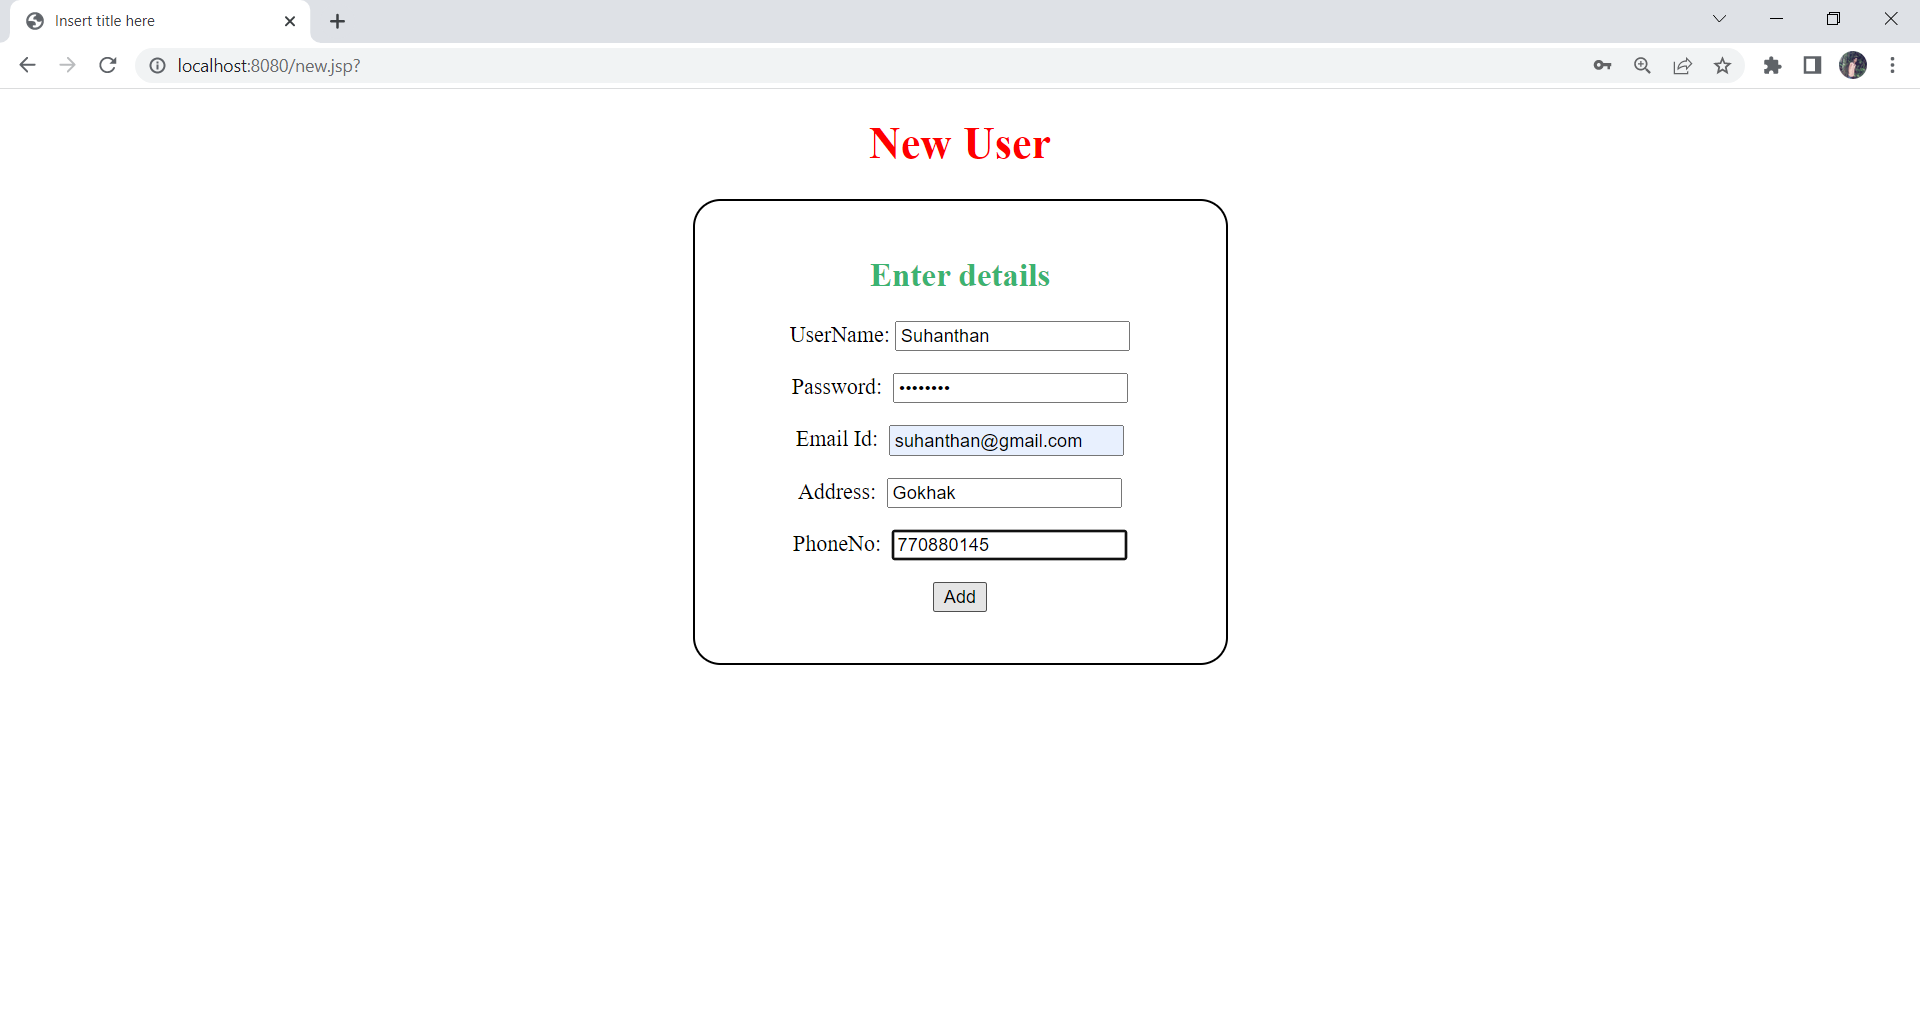 Insert title here
localhost:8080/new.jsp?
New User
Enter details
UserName: Suhanthan
Password: ••••••••
Email Id: suhanthan@gmail.com
Address: Gokhak
PhoneNo: 770880145
Add